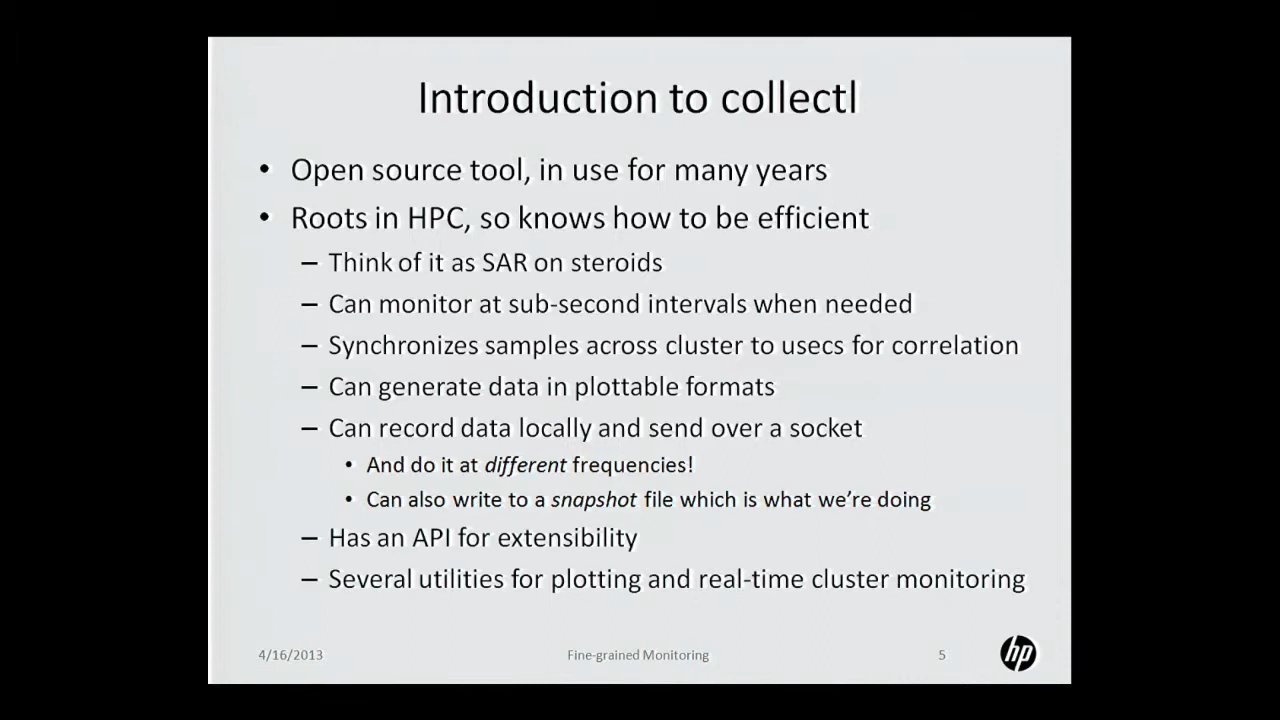 Introduction to collectl
• Open source tool, in use for many years
• Roots in HPC, so knows how to be efficient
– Think of it as SAR on steroids
– Can monitor at sub-second intervals when needed
– Synchronizes samples across cluster to usecs for correlation
– Can generate data in plottable formats
– Can record data locally and send over a socket
• And do it at different frequencies!
• Can also write to a snapshot file which is what we're doing
– Has an API for extensibility
– Several utilities for plotting and real-time cluster monitoring
4/16/2013 Fine-grained Monitoring 5 hp